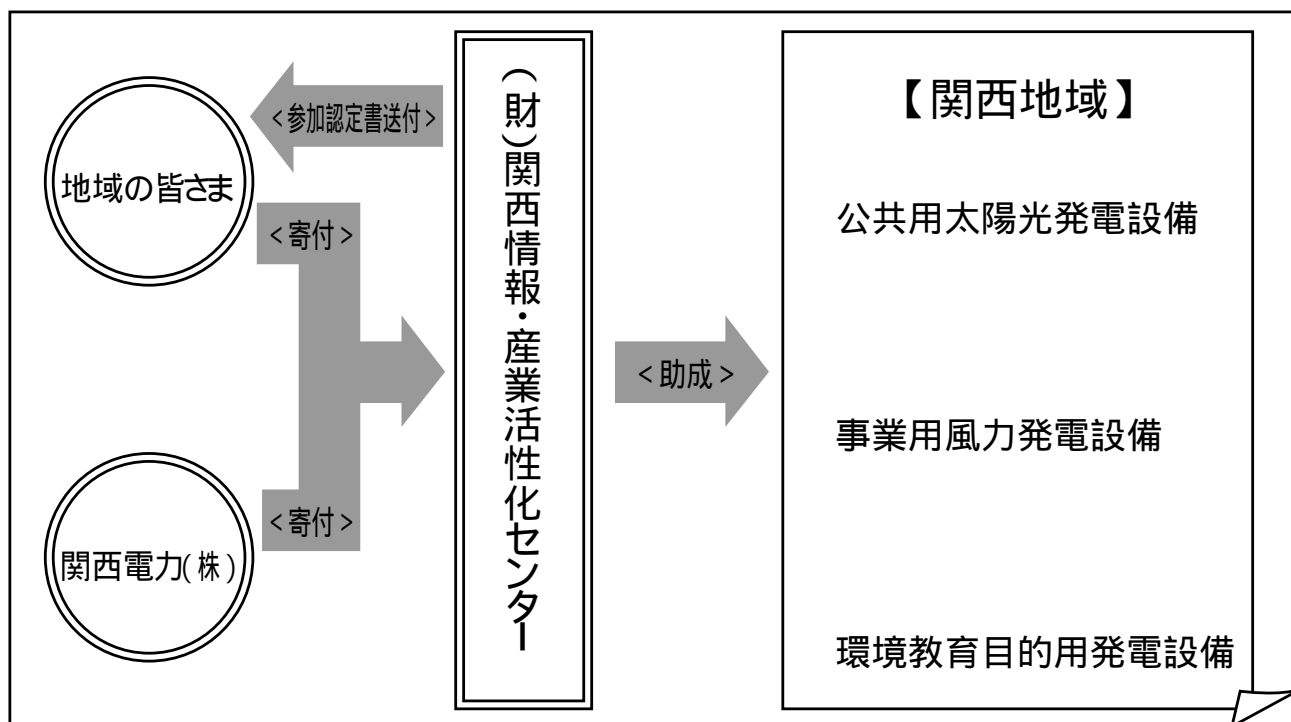 地域の皆さま
<参加認定書送付>
<寄付>
関西電力(株)
<寄付>
(財)関西情報・産業活性化センター
<助成>
【関西地域】
公共用太陽光発電設備
事業用風力発電設備
環境教育目的用発電設備